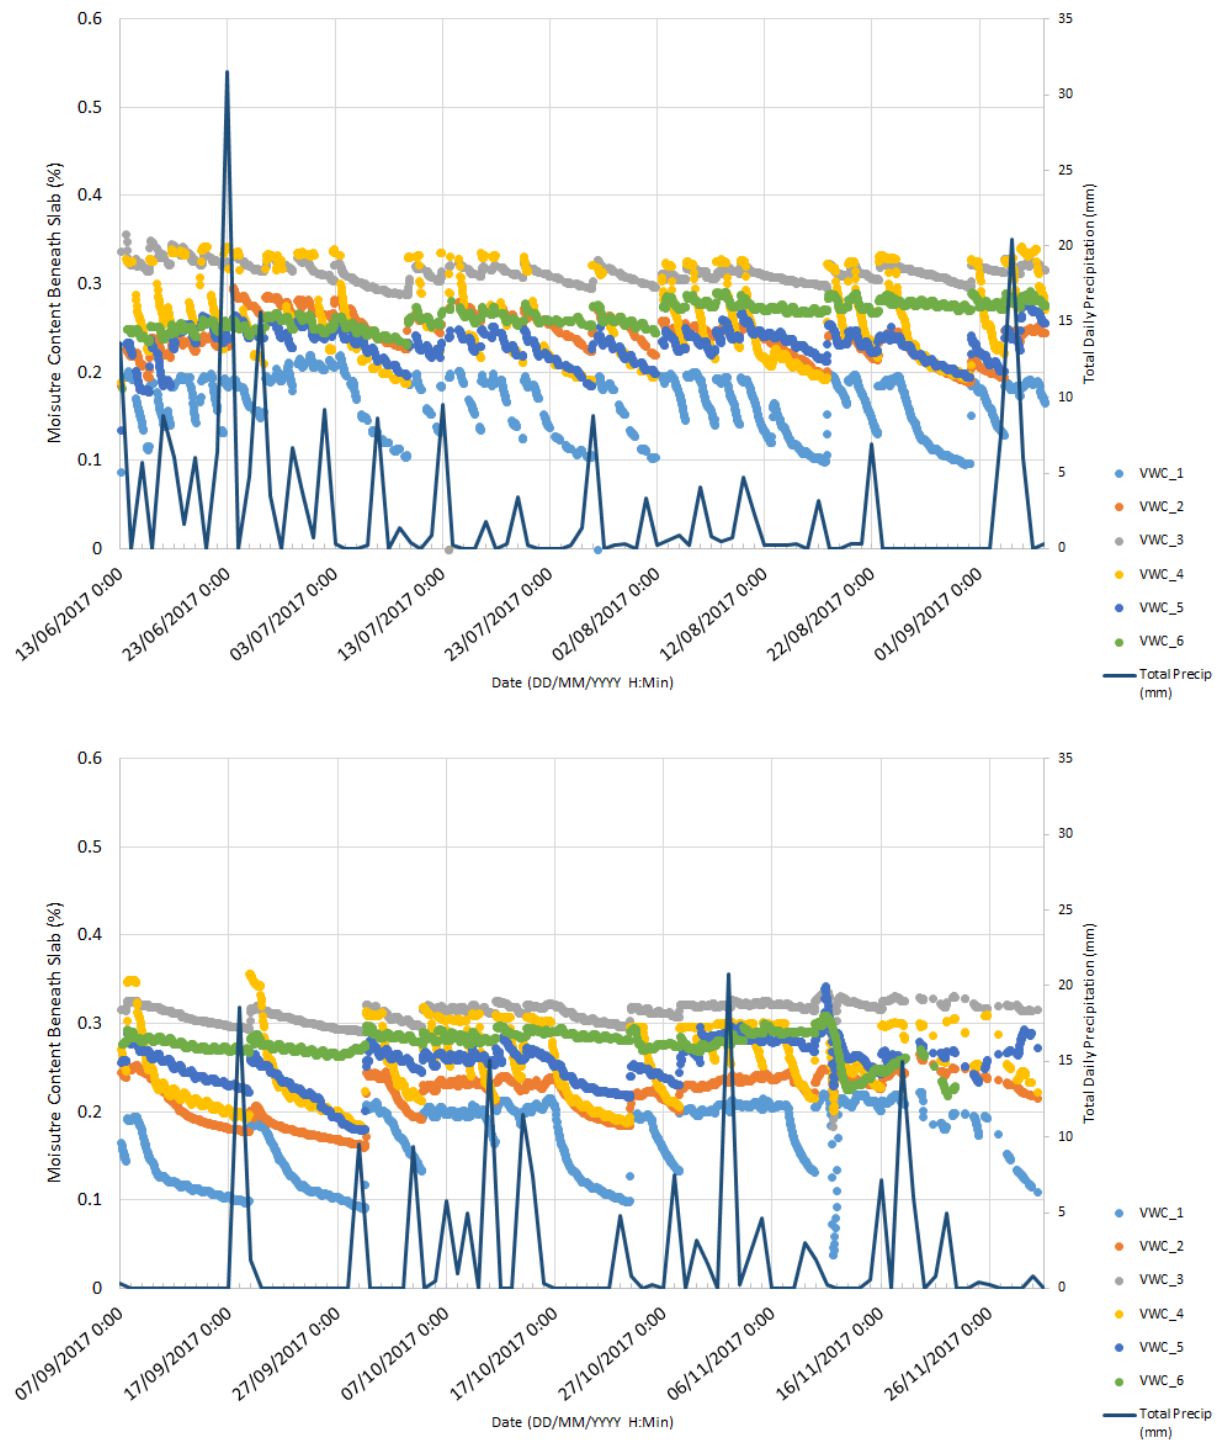 0.6
0.5
0.4
0.3
0.2
0.1
0
Moisutre Content Beneath Slab (%)
35
30
25
20
15
10
5
0
Total Daily Precipitation (mm)
13/06/2017 0:00
23/06/2017 0:00
03/07/2017 0:00
13/07/2017 0:00
23/07/2017 0:00
02/08/2017 0:00
12/08/2017 0:00
22/08/2017 0:00
01/09/2017 0:00
Date (DD/MM/YYYY H:Min)
VWC_1
VWC_2
VWC_3
VWC_4
VWC_5
VWC_6
Total Precip
(mm)
0.6
0.5
0.4
0.3
0.2
0.1
0
Moisutre Content Beneath Slab (%)
35
30
25
20
15
10
5
0
Total Daily Precipitation (mm)
07/09/2017 0:00
17/09/2017 0:00
27/09/2017 0:00
07/10/2017 0:00
17/10/2017 0:00
27/10/2017 0:00
06/11/2017 0:00
16/11/2017 0:00
26/11/2017 0:00
Date (DD/MM/YYYY H:Min)
VWC_1
VWC_2
VWC_3
VWC_4
VWC_5
VWC_6
Total Precip
(mm)